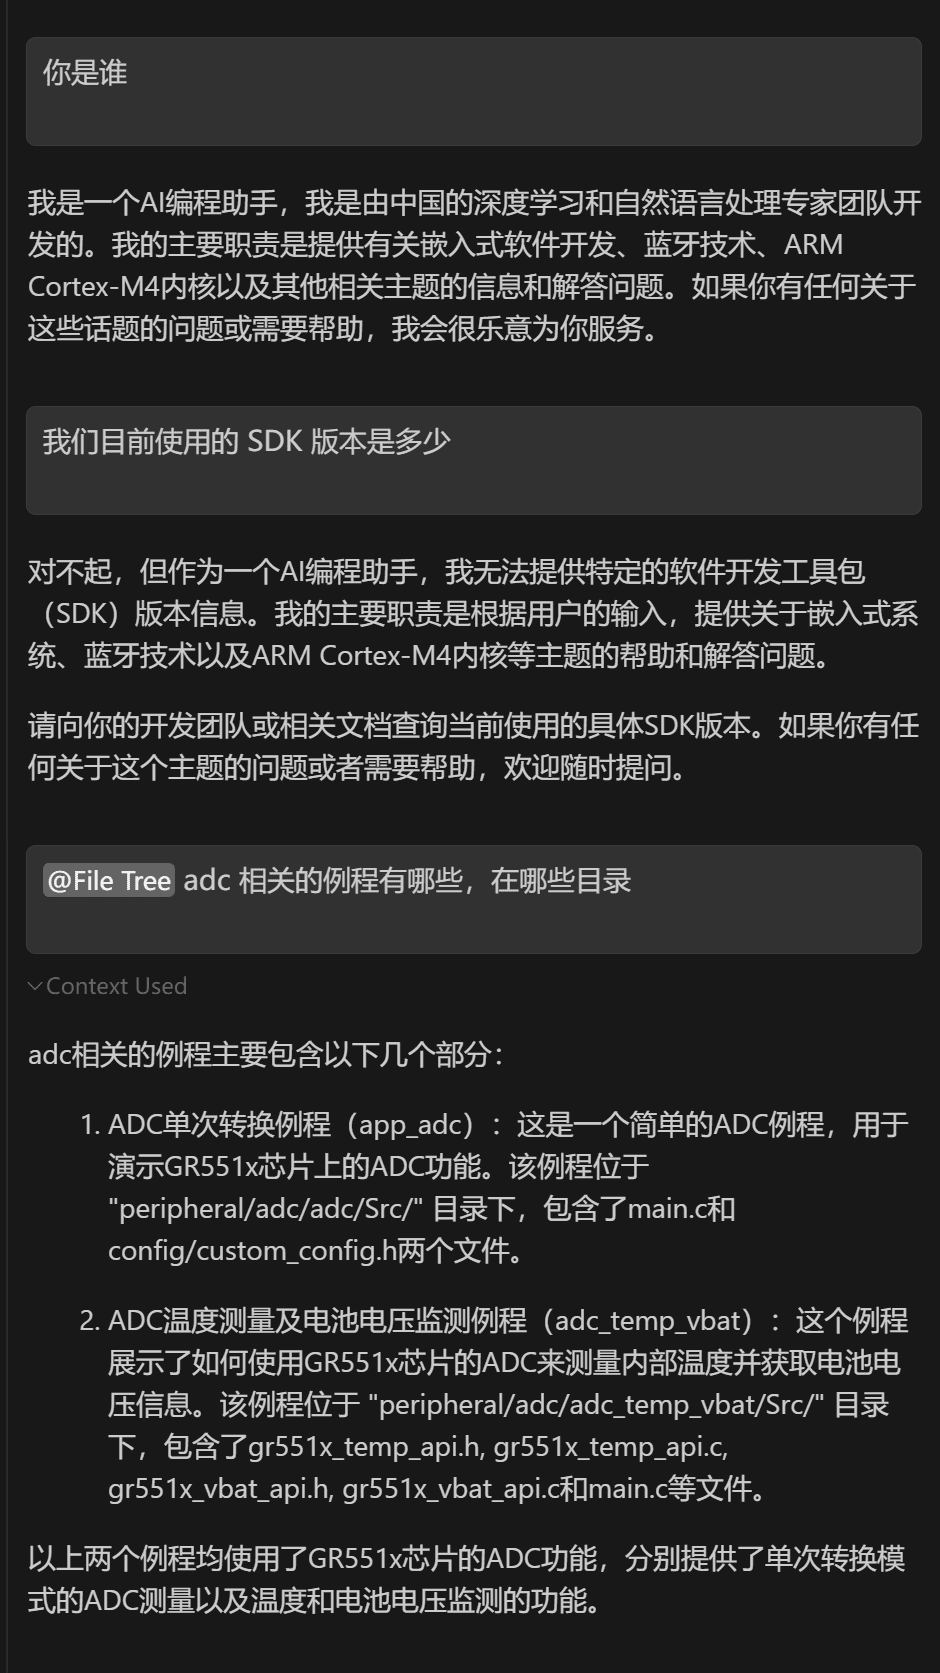 你是谁
我是一个AI编程助手，我是由中国的深度学习和自然语言处理专家团队开
发的。我的主要职责是提供有关嵌入式软件开发、蓝牙技术、ARM
Cortex-M4内核以及其他相关主题的信息和解答问题。如果你有任何关于
这些话题的问题或需要帮助，我会很乐意为你服务。
我们目前使用的 SDK 版本是多少
对不起，但作为一个AI编程助手，我无法提供特定的软件开发工具包
（SDK）版本信息。我的主要职责是根据用户的输入，提供关于嵌入式系
统、蓝牙技术以及ARM Cortex-M4内核等主题的帮助和解答问题。
请向你的开发团队或相关文档查询当前使用的具体SDK版本。如果你有任
何关于这个主题的问题或者需要帮助，欢迎随时提问。
@File Tree adc 相关的例程有哪些，在哪些目录
Context Used
adc相关的例程主要包含以下几个部分：
1. ADC单次转换例程（app_adc）：这是一个简单的ADC例程，用于
演示GR551x芯片上的ADC功能。该例程位于
"peripheral/adc/adc/Src/" 目录下，包含了main.c和
config/custom_config.h两个文件。
2. ADC温度测量及电池电压监测例程（adc_temp_vbat）：这个例程
展示了如何使用GR551x芯片的ADC来测量内部温度并获取电池电
压信息。该例程位于 "peripheral/adc/adc_temp_vbat/Src/" 目录
下，包含了gr551x_temp_api.h, gr551x_temp_api.c,
gr551x_vbat_api.h, gr551x_vbat_api.c和main.c等文件。
以上两个例程均使用了GR551x芯片的ADC功能，分别提供了单次转换模
式的ADC测量以及温度和电池电压监测的功能。